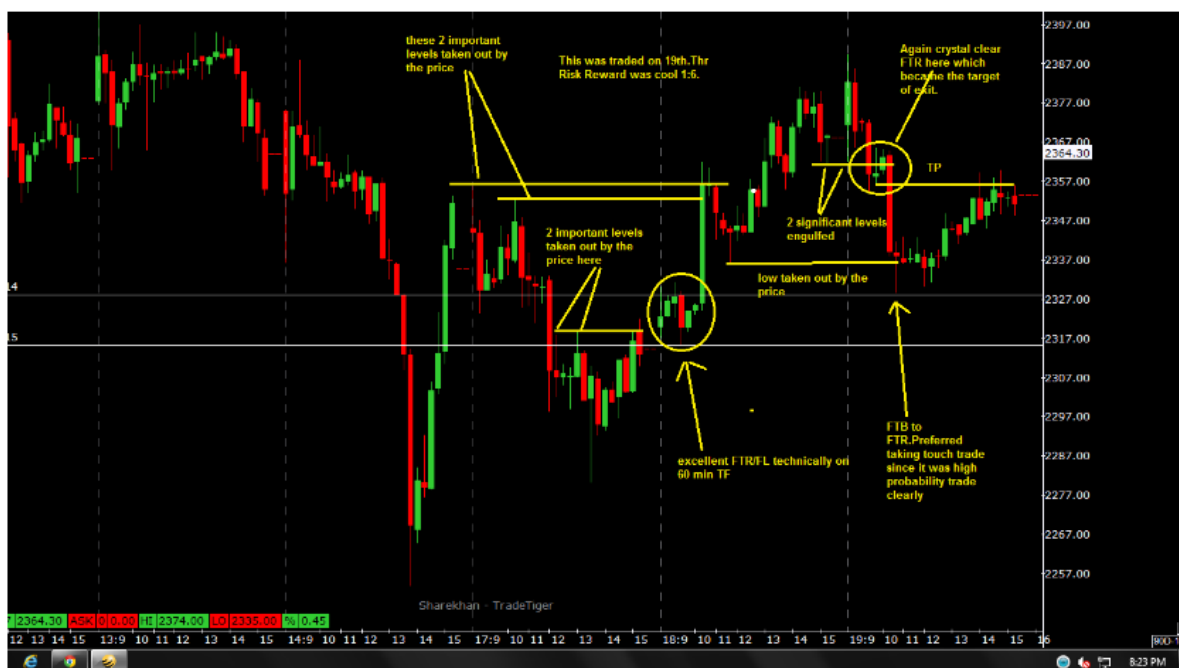 2397.00
2387.00
2377.00
2367.00
2364.30
2357.00
2347.00
2337.00
2327.00
2317.00
2307.00
2297.00
2287.00
2277.00
2267.00
2257.00
these 2 important
levels taken out by
the price
This was traded on 19th.Thr
Risk Reward was cool 1:6.
Again crystal clear
FTR here which
became the target
of exit.
TP
2 significant levels
engulfed
2 important levels
taken out by the
price here
low taken out by the
price
14
15
excellent FTR/FL technically on
60 min TF
FTB to
FTR.Preferred
taking touch trade
since it was high
probability trade
clearly
Sharekhan - TradeTiger
2364.30 ASK 0 0.00 HI 2374.00 LO 2335.00 % 0.45
12 13 14 15 13:9 10 11 12 13 14 15 14:9 10 11 12 13 14 15 17:9 10 11 12 13 14 15 18:9 10 11 12 13 14 15 19:9 10 11 12 13 14 15 16
8:23 PM